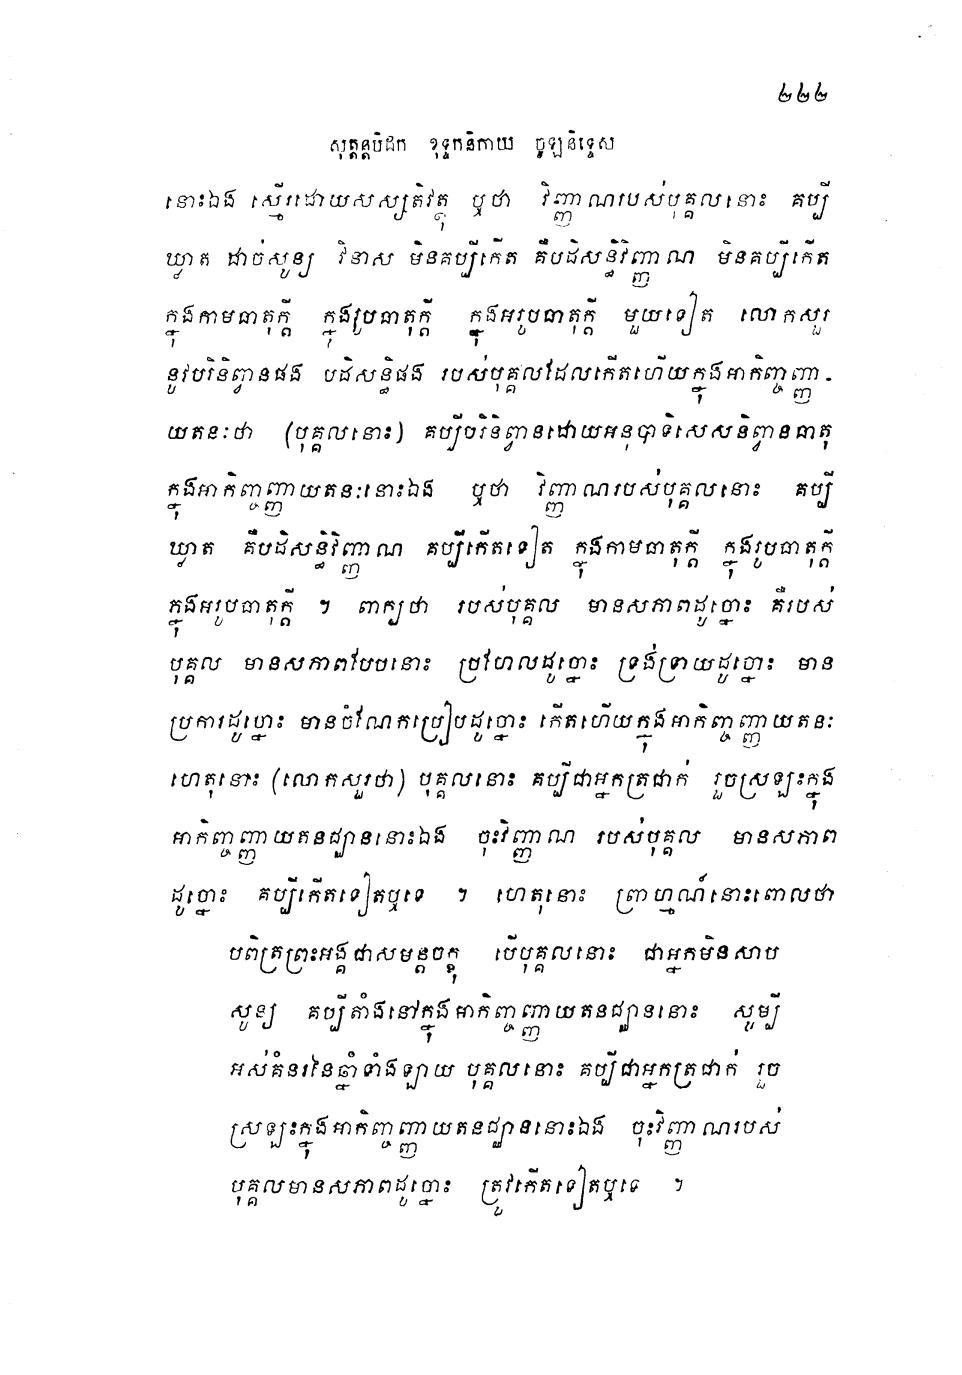 ២២២
សុត្តន្តបិដក ខុទ្ទកនិកាយ ចូឡនិទ្ទេស
នោះឯង ស្មើរដោយសស្សតិវត្ថុ ឬថា វិញ្ញាណរបស់បុគ្គលនោះ គប្បី
ឃ្វាត ដាច់សូន្យ វិនាស មិនគប្បីកើត គឺបដិសន្ធិវិញ្ញាណ មិនគប្បីកើត
ក្នុងកាមធាតុក្តី ក្នុងរូបធាតុក្តី ក្នុងអរូបធាតុក្តី មួយទៀត លោកសួរ
នូវបរិនិព្វានផង បដិសន្ធិផង របស់បុគ្គលដែលកើតហើយក្នុងអាកិញ្ចញ្ញា-
យតនៈថា (បុគ្គលនោះ) គប្បីបរិនិព្វានដោយអនុបាទិសេសនិព្វានធាតុ
ក្នុងអាកិញ្ចញ្ញាយតនៈនោះឯង ឬថា វិញ្ញាណរបស់បុគ្គលនោះ គប្បី
ឃ្វាត គឺបដិសន្ធិវិញ្ញាណ គប្បីកើតទៀត ក្នុងកាមធាតុក្តី ក្នុងរូបធាតុក្តី
ក្នុងអរូបធាតុក្តី ។ ពាក្យថា របស់បុគ្គល មានសភាពដូច្នោះ គឺរបស់
បុគ្គល មានសភាពបែបនោះ ប្រហែលដូច្នោះ ទ្រង់ទ្រាយដូច្នោះ មាន
ប្រការដូច្នោះ មានចំណែកប្រៀបដូច្នោះ កើតហើយក្នុងអាកិញ្ចញ្ញាយតនៈ
ហេតុនោះ (លោកសួរថា) បុគ្គលនោះ គប្បីជាអ្នកត្រជាក់ រួចស្រឡះក្នុង
អាកិញ្ចញ្ញាយតនជ្ឈាននោះឯង ចុះវិញ្ញាណ របស់បុគ្គល មានសភាព
ដូច្នោះ គប្បីកើតទៀតឬទេ ។ ហេតុនោះ ព្រាហ្មណ៍នោះពោលថា
បពិត្រព្រះអង្គជាសមន្តចក្ខុ បើបុគ្គលនោះ ជាអ្នកមិនសាប
សូន្យ គប្បីតាំងនៅក្នុងអាកិញ្ចញ្ញាយតនជ្ឈាននោះ សូម្បី
អស់គំនរនៃឆ្នាំទាំងឡាយ បុគ្គលនោះ គប្បីជាអ្នកត្រជាក់ រួច
ស្រឡះក្នុងអាកិញ្ចញ្ញាយតនជ្ឈាននោះឯង ចុះវិញ្ញាណរបស់
បុគ្គលមានសភាពដូច្នោះ ត្រូវកើតទៀតឬទេ ។